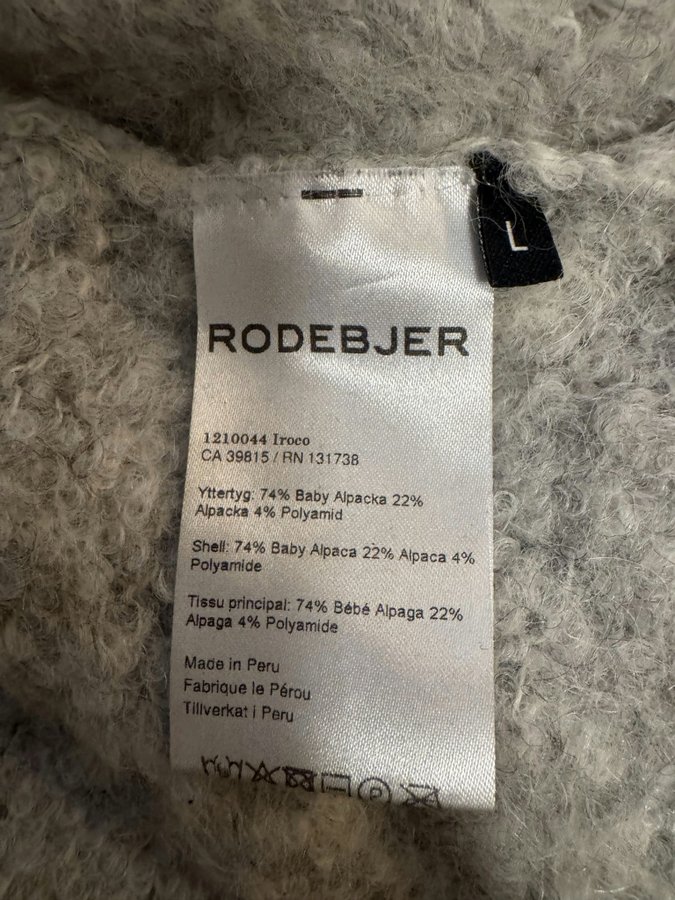 L
RODEBJER
1210044 Iroco
CA 39815 / RN 131738
Yttertyg: 74% Baby Alpacka 22%
Alpacka 4% Polyamid
Shell: 74% Baby Alpaca 22% Alpaca 4%
Polyamide
Tissu principal: 74% Bébé Alpaga 22%
Alpaga 4% Polyamide
Made in Peru
Fabrique le Pérou
Tillverkat i Peru
P